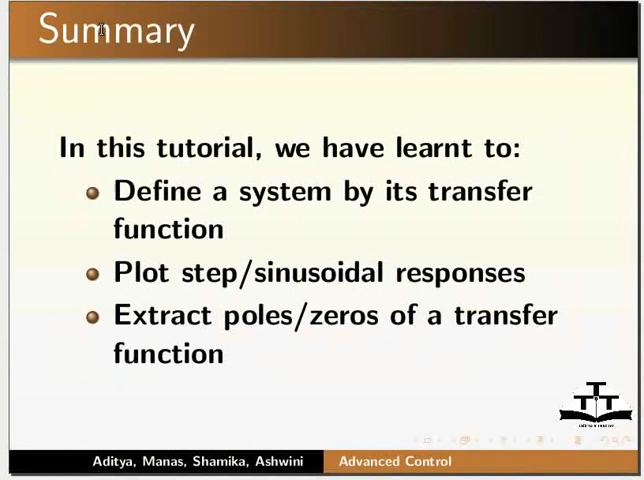 Summary
In this tutorial, we have learnt to:
Define a system by its transfer
function
Plot step/sinusoidal responses
Extract poles/zeros of a transfer
function
Aditya, Manas, Shamika, Ashwini
Advanced Control